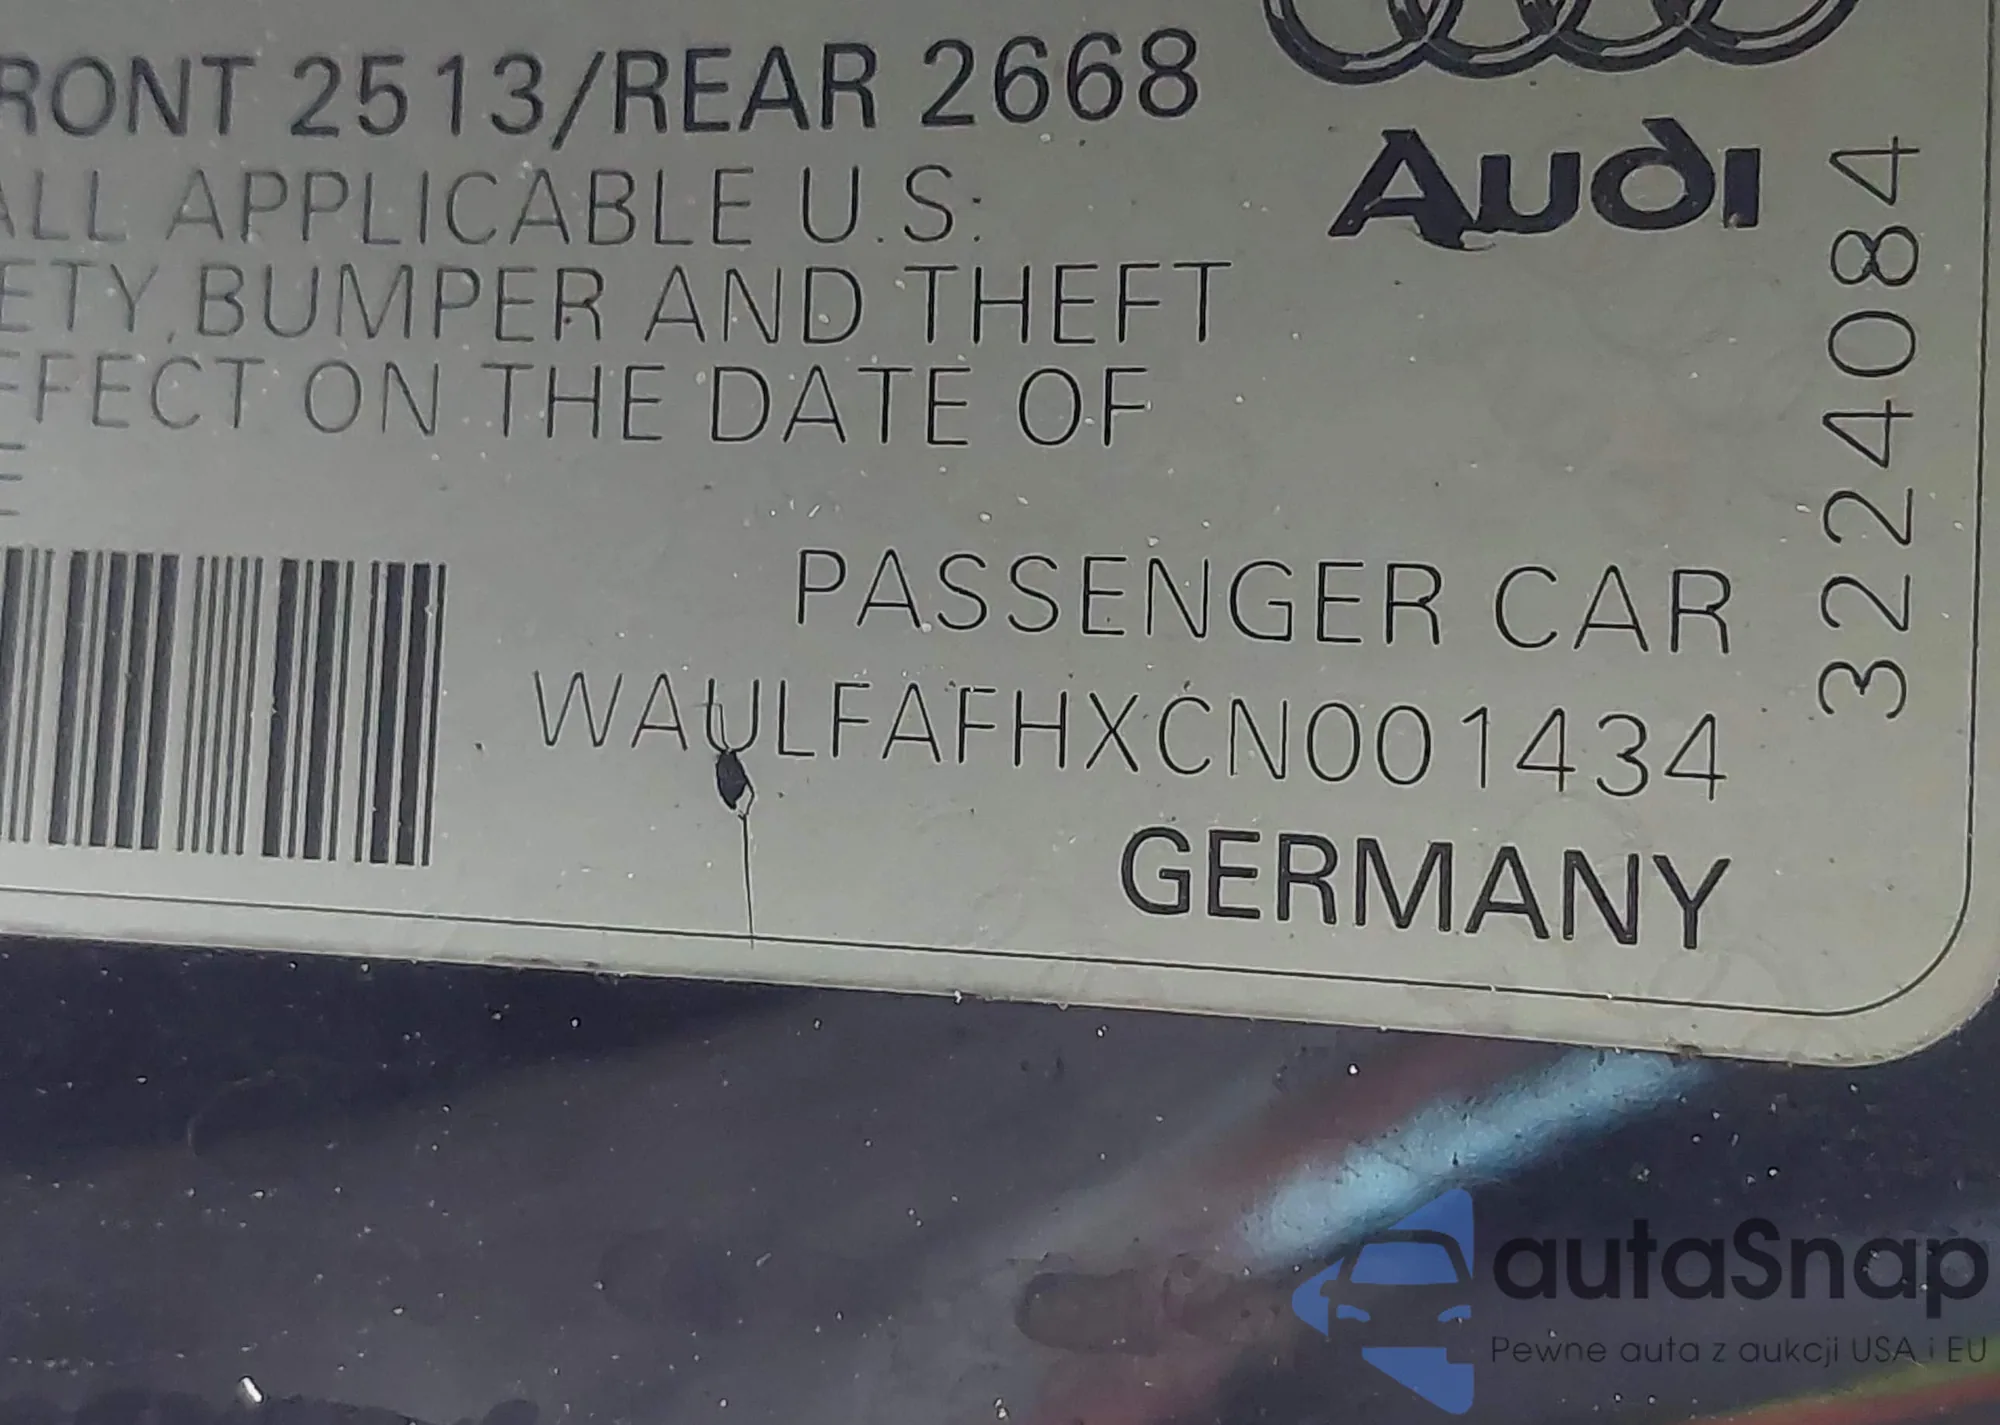 RONT 2513/REAR 2668
ALL APPLICABLE U.S.
ETY, BUMPER AND THEFT
FFECT ON THE DATE OF
E
Audi
3224084
PASSENGER CAR
WAULFAFHXCN001434
GERMANY
autaSnap
Pewne auta z aukcji USA i EU